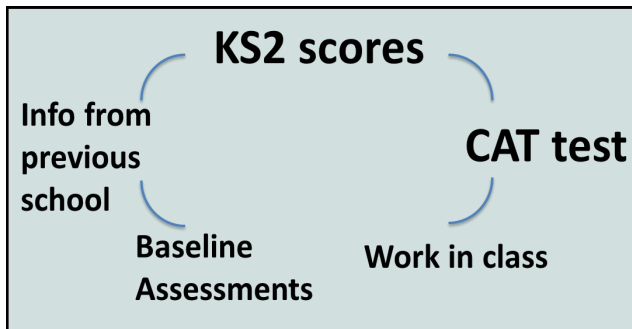 KS2 scores
Info from
previous
school
CAT test
Baseline
Assessments
Work in class